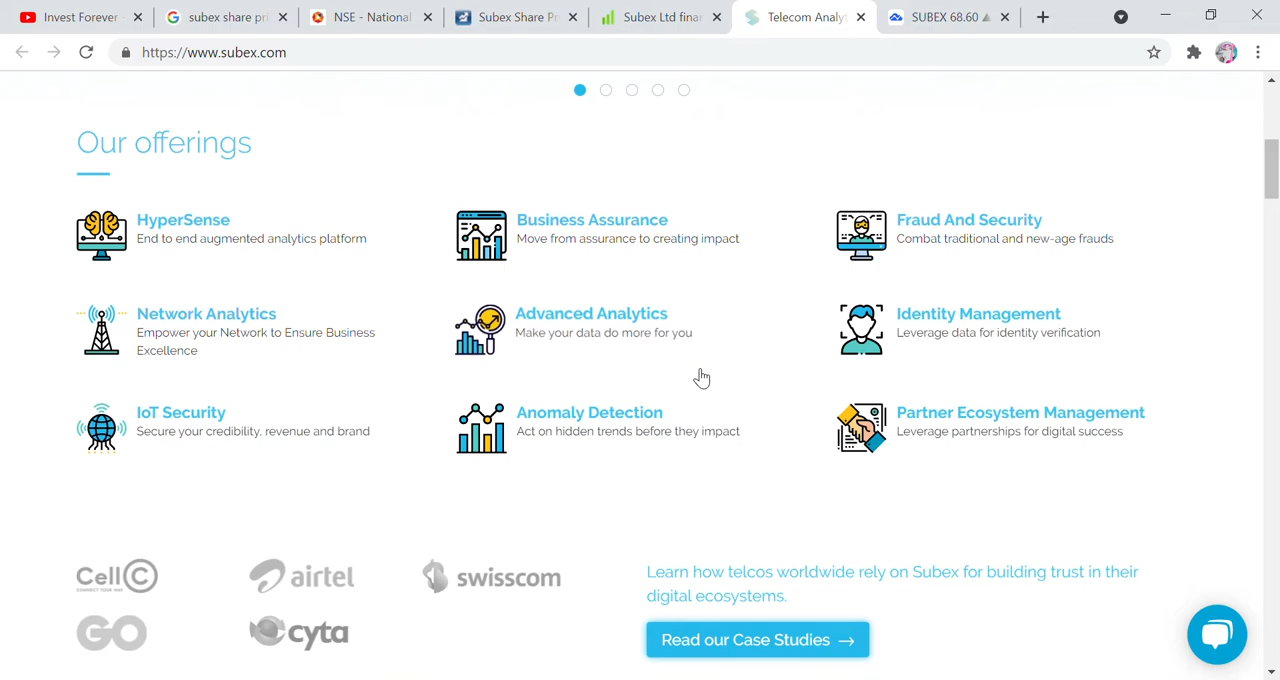 Invest Forever
subex share pri
NSE - National
Subex Share Pr
Subex Ltd finan
Telecom Analyt
SUBEX 68.60
https://www.subex.com
Our offerings
HyperSense
End to end augmented analytics platform
Business Assurance
Move from assurance to creating impact
Fraud And Security
Combat traditional and new-age frauds
Network Analytics
Empower your Network to Ensure Business
Excellence
Advanced Analytics
Make your data do more for you
Identity Management
Leverage data for identity verification
IoT Security
Secure your credibility, revenue and brand
Anomaly Detection
Act on hidden trends before they impact
Partner Ecosystem Management
Leverage partnerships for digital success
Cell C
CONNECT YOUR WAY
airtel
swisscom
GO
cyta
Learn how telcos worldwide rely on Subex for building trust in their
digital ecosystems.
Read our Case Studies →